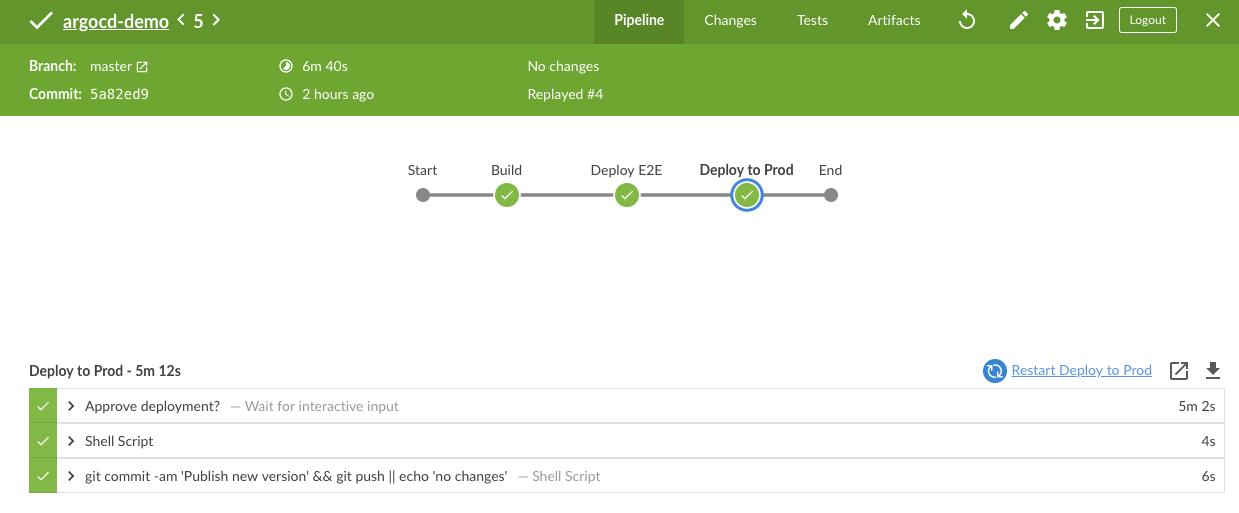 argocd-demo < 5 >
Pipeline Changes Tests Artifacts Logout
Branch: master 6m 40s No changes
Commit: 5a82ed9 2 hours ago Replayed #4
Start Build Deploy E2E Deploy to Prod End
Deploy to Prod - 5m 12s Restart Deploy to Prod
Approve deployment? — Wait for interactive input 5m 2s
Shell Script 4s
git commit -am 'Publish new version' && git push || echo 'no changes' — Shell Script 6s